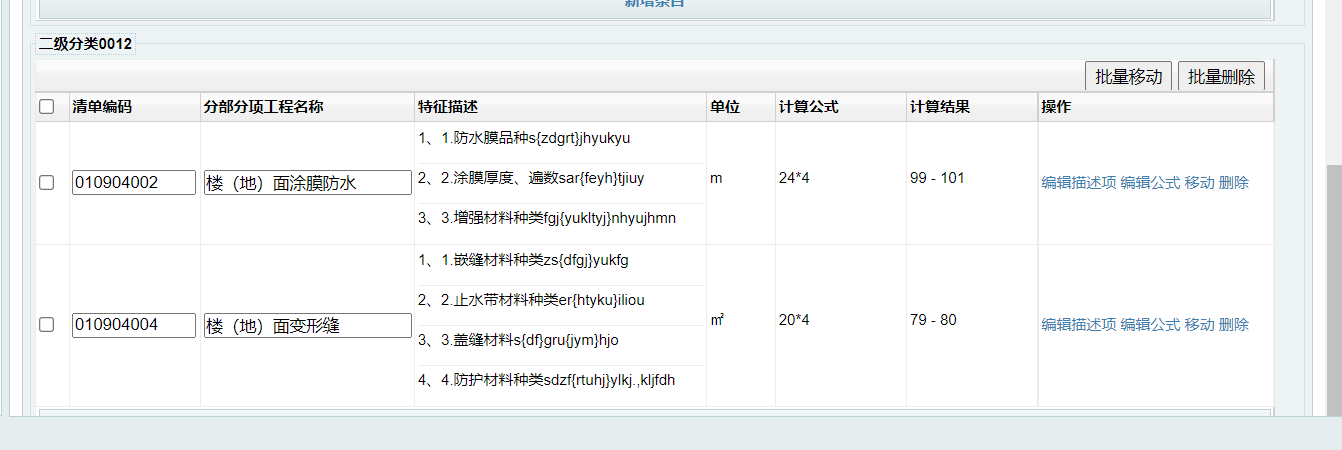 新增条目
二级分类0012
批量移动 批量删除
清单编码 分部分项工程名称 特征描述 单位 计算公式 计算结果 操作
1、1.防水膜品种s{zdgrt}jhyukyu
010904002 楼（地）面涂膜防水 2、2.涂膜厚度、遍数sar{feyh}tjiuy m 24*4 99 - 101 编辑描述项 编辑公式 移动 删除
3、3.增强材料种类fgj{yukltyj}nhyujhmn
1、1.嵌缝材料种类zs{dfgj}yukfg
2、2.止水带材料种类er{htyku}iliou
010904004 楼（地）面变形缝 ㎡ 20*4 79 - 80 编辑描述项 编辑公式 移动 删除
3、3.盖缝材料s{df}gru{jym}hjo
4、4.防护材料种类sdzf{rtuhj}ylkj.,kljfdh